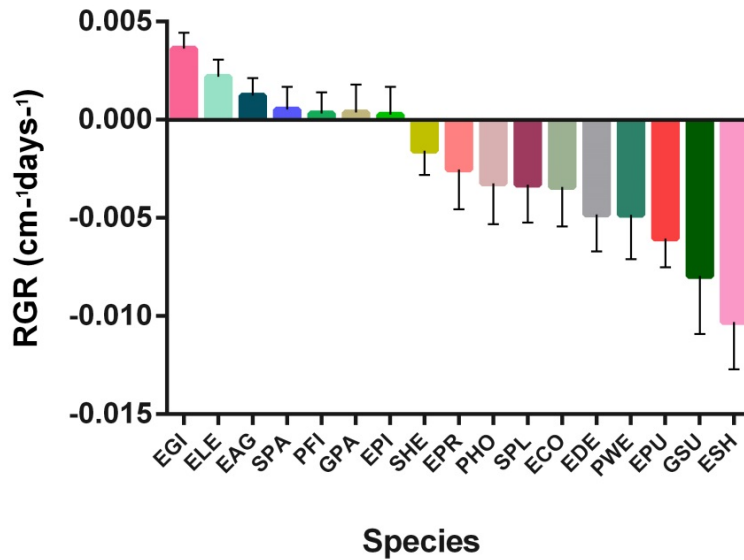 0.005
0.000
-0.005
-0.010
-0.015
RGR (cm-¹days-¹)
EGI
ELE
EAG
SPA
PFI
GPA
EPI
SHE
EPR
PHO
SPL
ECO
EDE
PWE
EPU
GSU
ESH
Species